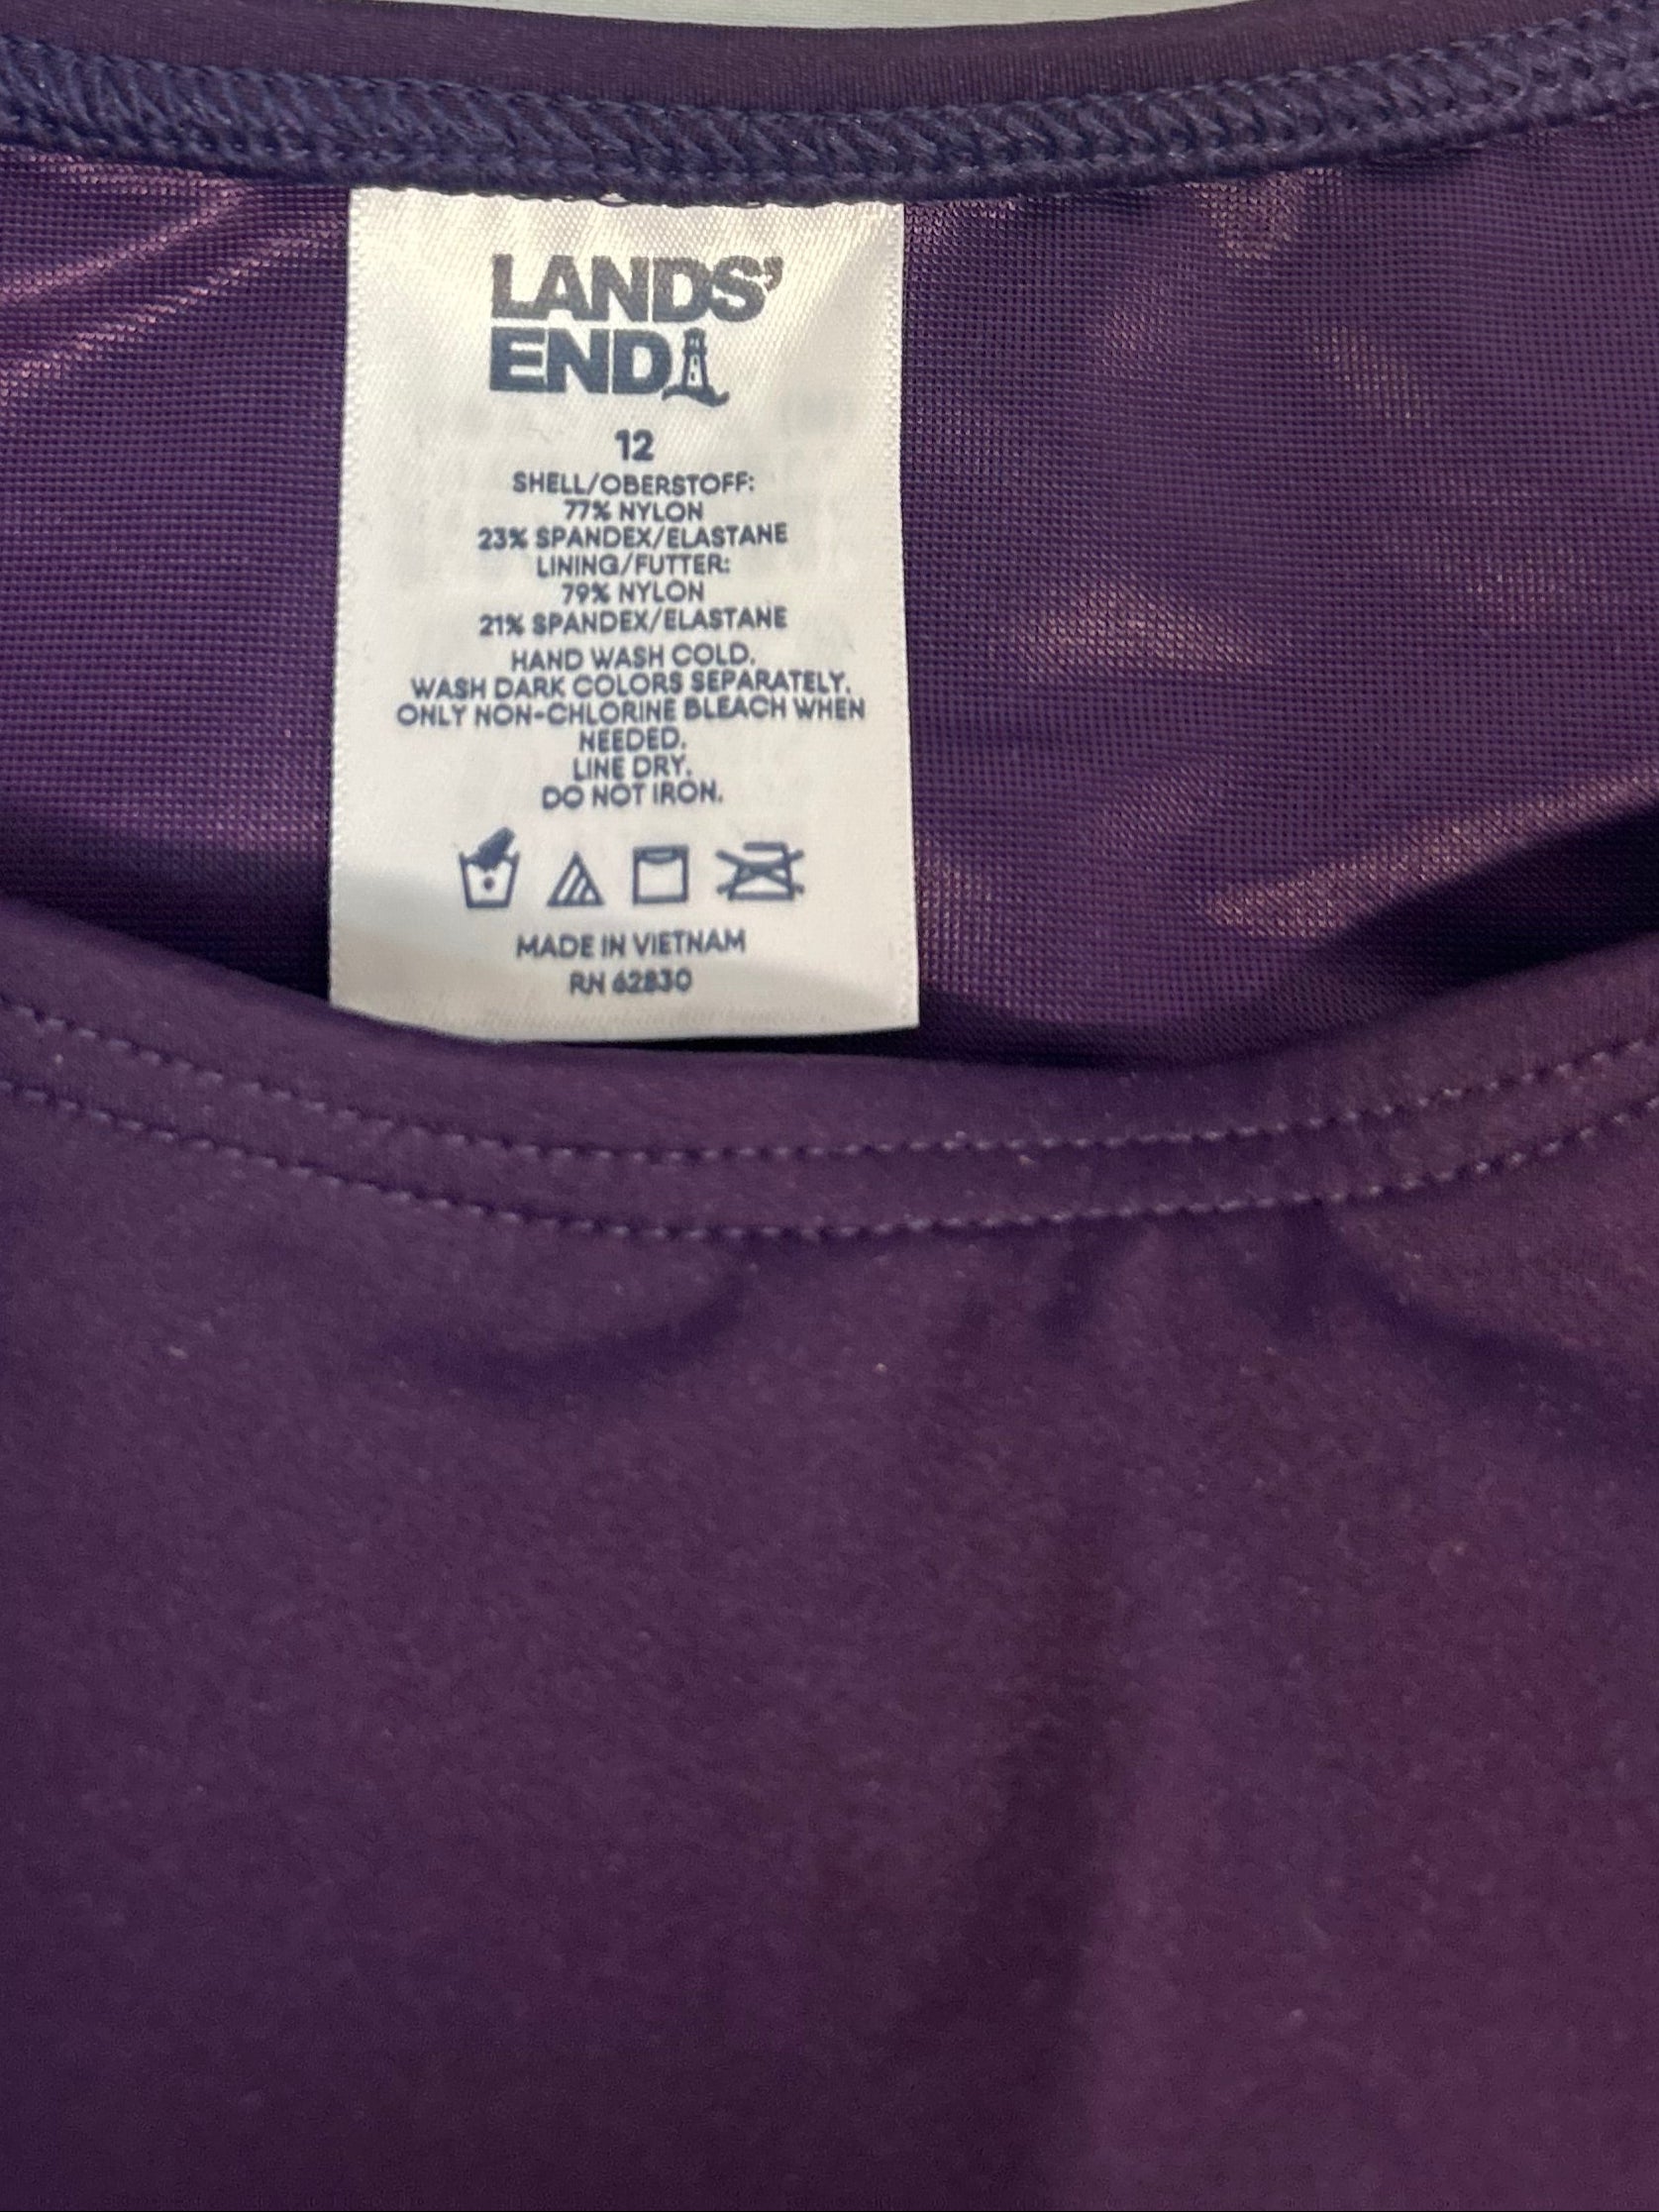 LANDS'
END
12
SHELL/OBERSTOFF:
77% NYLON
23% SPANDEX/ELASTANE
LINING/FUTTER:
79% NYLON
21% SPANDEX/ELASTANE
HAND WASH COLD.
WASH DARK COLORS SEPARATELY.
ONLY NON-CHLORINE BLEACH WHEN
NEEDED.
LINE DRY.
DO NOT IRON.
MADE IN VIETNAM
RN 62830